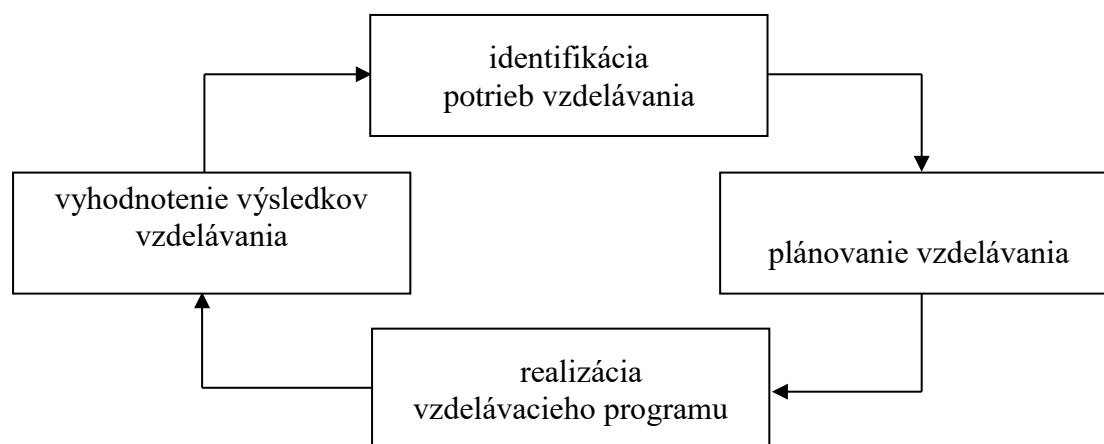 identifikácia
potrieb vzdelávania
vyhodnotenie výsledkov
vzdelávania
plánovanie vzdelávania
realizácia
vzdelávacieho programu